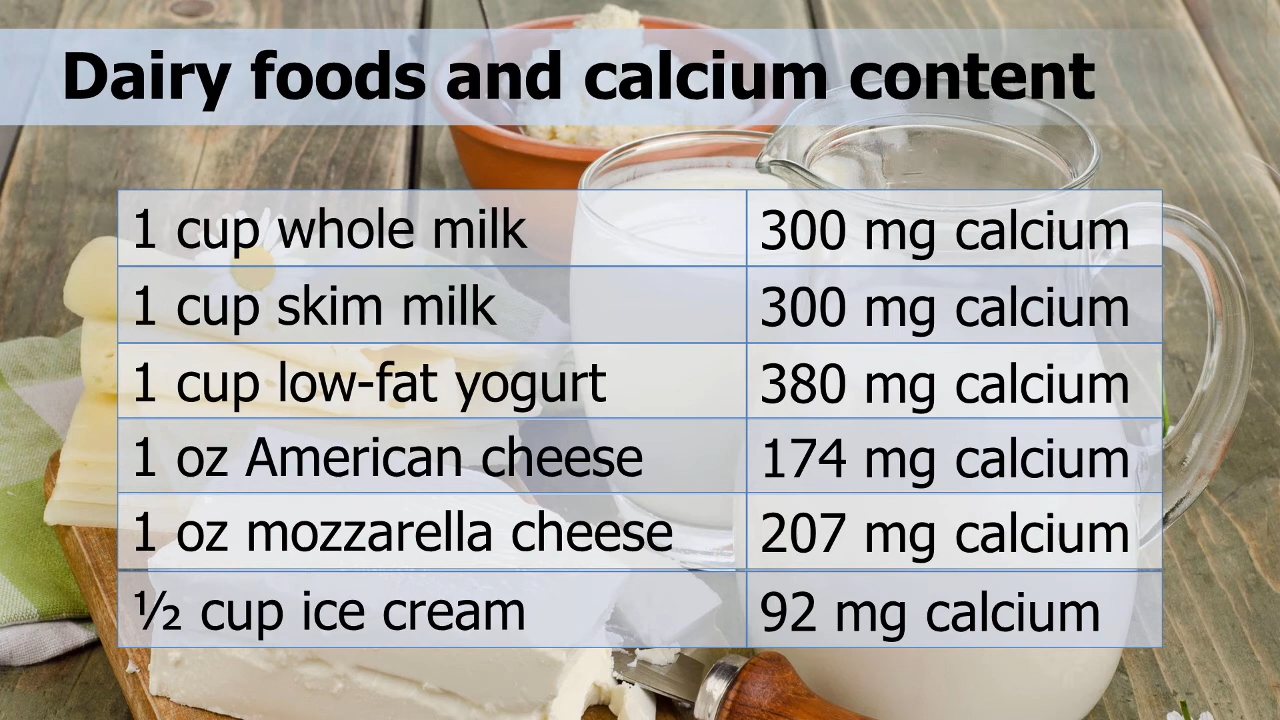 Dairy foods and calcium content
1 cup whole milk 300 mg calcium
1 cup skim milk 300 mg calcium
1 cup low-fat yogurt 380 mg calcium
1 oz American cheese 174 mg calcium
1 oz mozzarella cheese 207 mg calcium
½ cup ice cream 92 mg calcium